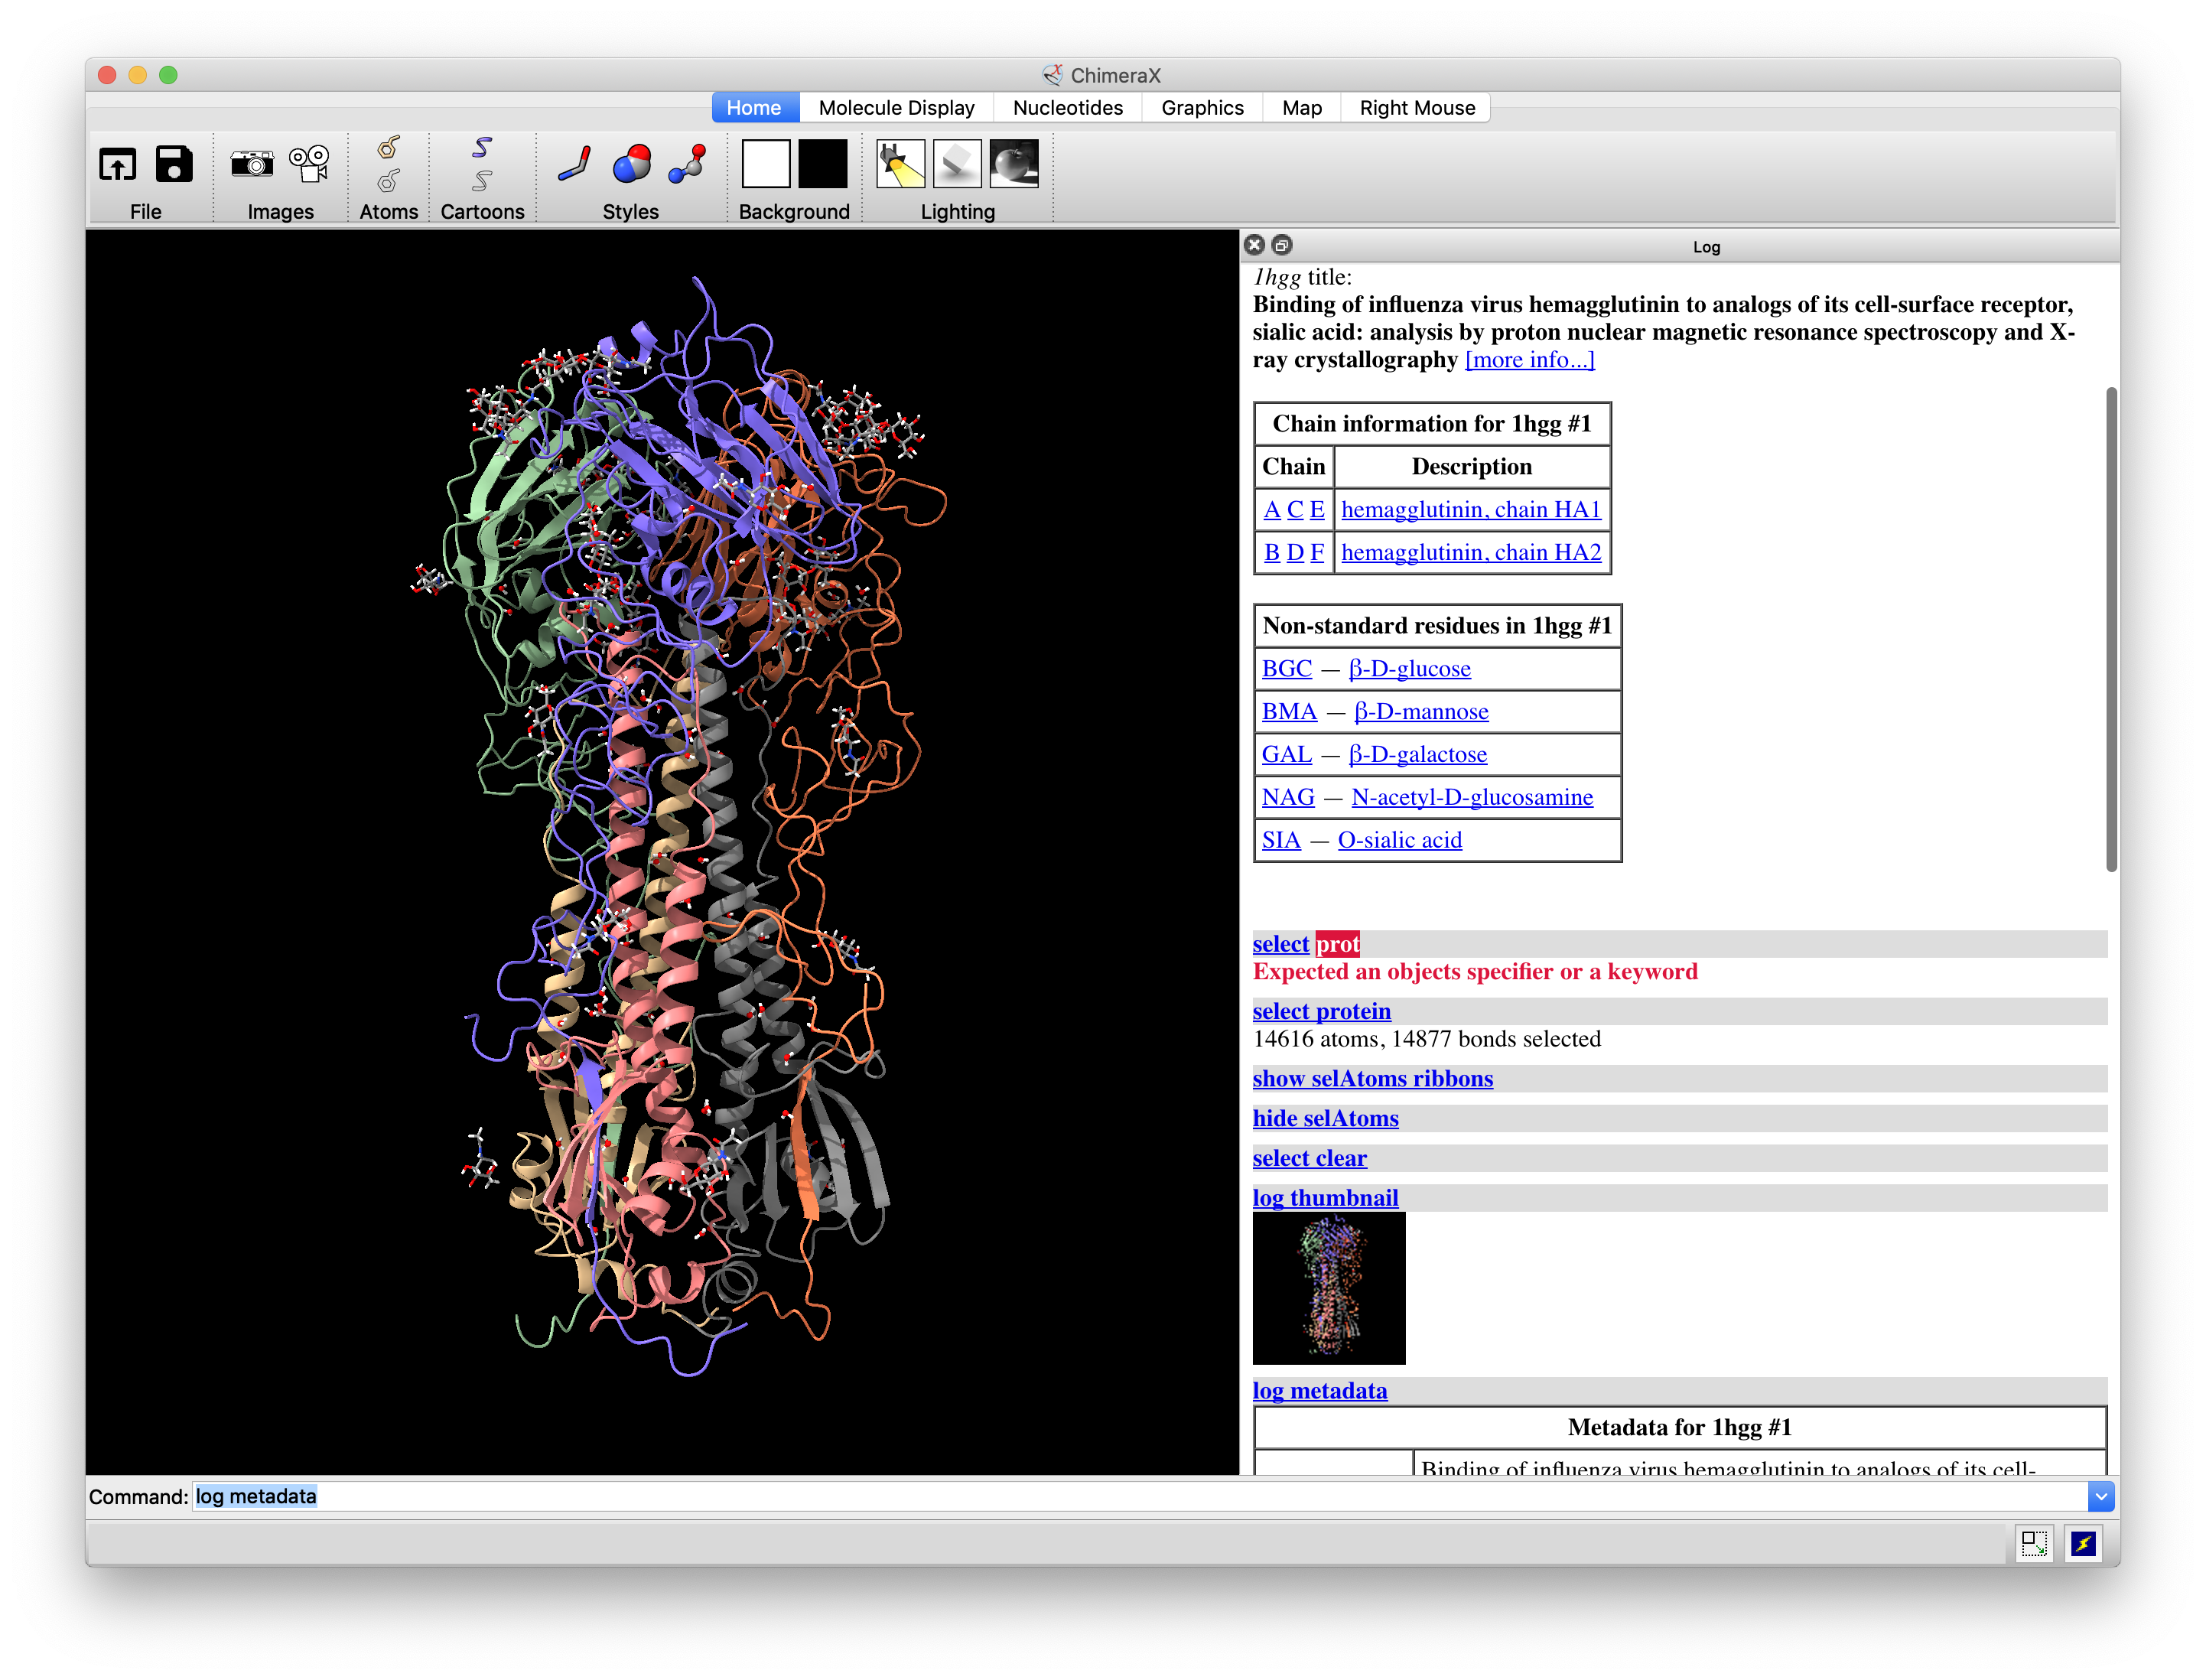 ChimeraX
Home Molecule Display Nucleotides Graphics Map Right Mouse
File Images Atoms Cartoons Styles Background Lighting
Log
1hgg title:
Binding of influenza virus hemagglutinin to analogs of its cell-surface receptor,
sialic acid: analysis by proton nuclear magnetic resonance spectroscopy and X-
ray crystallography [more info...]
Chain information for 1hgg #1
Chain Description
A C E hemagglutinin, chain HA1
B D F hemagglutinin, chain HA2
Non-standard residues in 1hgg #1
BGC — β-D-glucose
BMA — β-D-mannose
GAL — β-D-galactose
NAG — N-acetyl-D-glucosamine
SIA — O-sialic acid
select prot
Expected an objects specifier or a keyword
select protein
14616 atoms, 14877 bonds selected
show selAtoms ribbons
hide selAtoms
select clear
log thumbnail
log metadata
Metadata for 1hgg #1
Binding of influenza virus hemagglutinin to analogs of its cell-
Command: log metadata